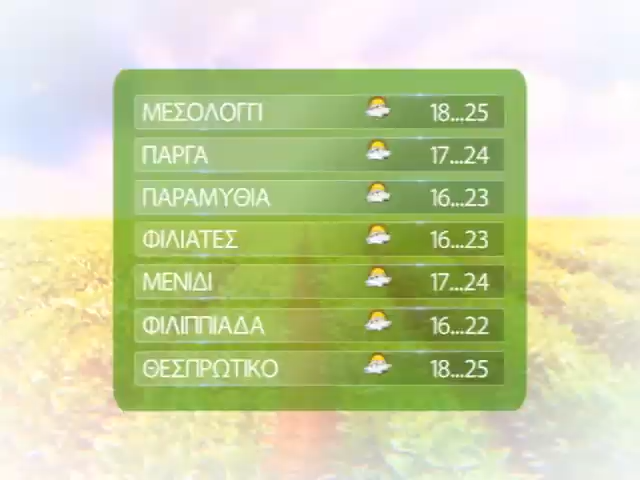 ΜΕΣΟΛΟΓΓΙ 18...25
ΠΑΡΓΑ 17...24
ΠΑΡΑΜΥΘΙΑ 16...23
ΦΙΛΙΑΤΕΣ 16...23
ΜΕΝΙΔΙ 17...24
ΦΙΛΙΠΠΙΑΔΑ 16...22
ΘΕΣΠΡΩΤΙΚΟ 18...25